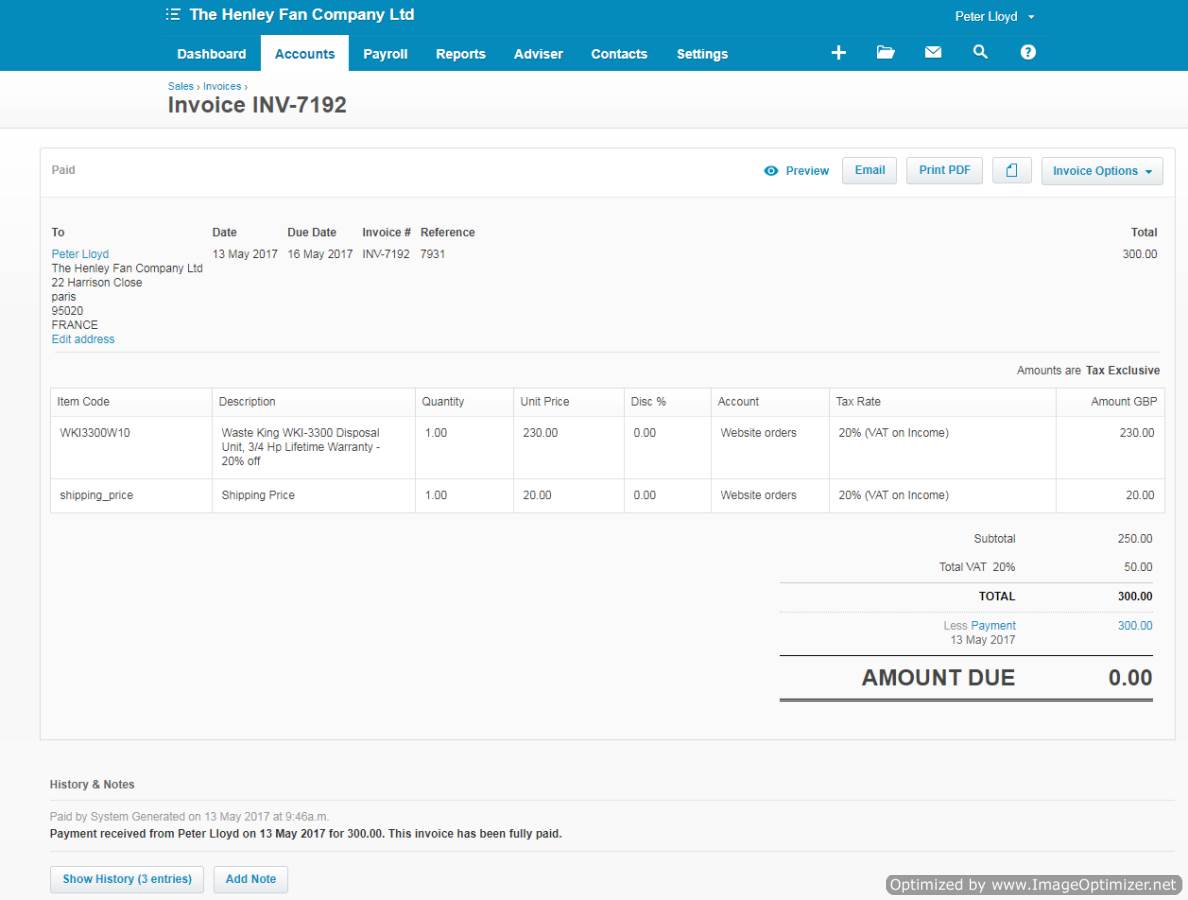 The Henley Fan Company Ltd
Peter Lloyd
Dashboard Accounts Payroll Reports Adviser Contacts Settings
Sales › Invoices ›
Invoice INV-7192
Paid
Preview Email Print PDF Invoice Options
To Date Due Date Invoice # Reference Total
Peter Lloyd 13 May 2017 16 May 2017 INV-7192 7931 300.00
The Henley Fan Company Ltd
22 Harrison Close
paris
95020
FRANCE
Edit address
Amounts are Tax Exclusive
Item Code Description Quantity Unit Price Disc % Account Tax Rate Amount GBP
WKI3300W10 Waste King WKI-3300 Disposal 1.00 230.00 0.00 Website orders 20% (VAT on Income) 230.00
Unit, 3/4 Hp Lifetime Warranty -
20% off
shipping_price Shipping Price 1.00 20.00 0.00 Website orders 20% (VAT on Income) 20.00
Subtotal 250.00
Total VAT 20% 50.00
TOTAL 300.00
Less Payment 300.00
13 May 2017
AMOUNT DUE 0.00
History & Notes
Paid by System Generated on 13 May 2017 at 9:46a.m.
Payment received from Peter Lloyd on 13 May 2017 for 300.00. This invoice has been fully paid.
Show History (3 entries) Add Note
Optimized by www.ImageOptimizer.net